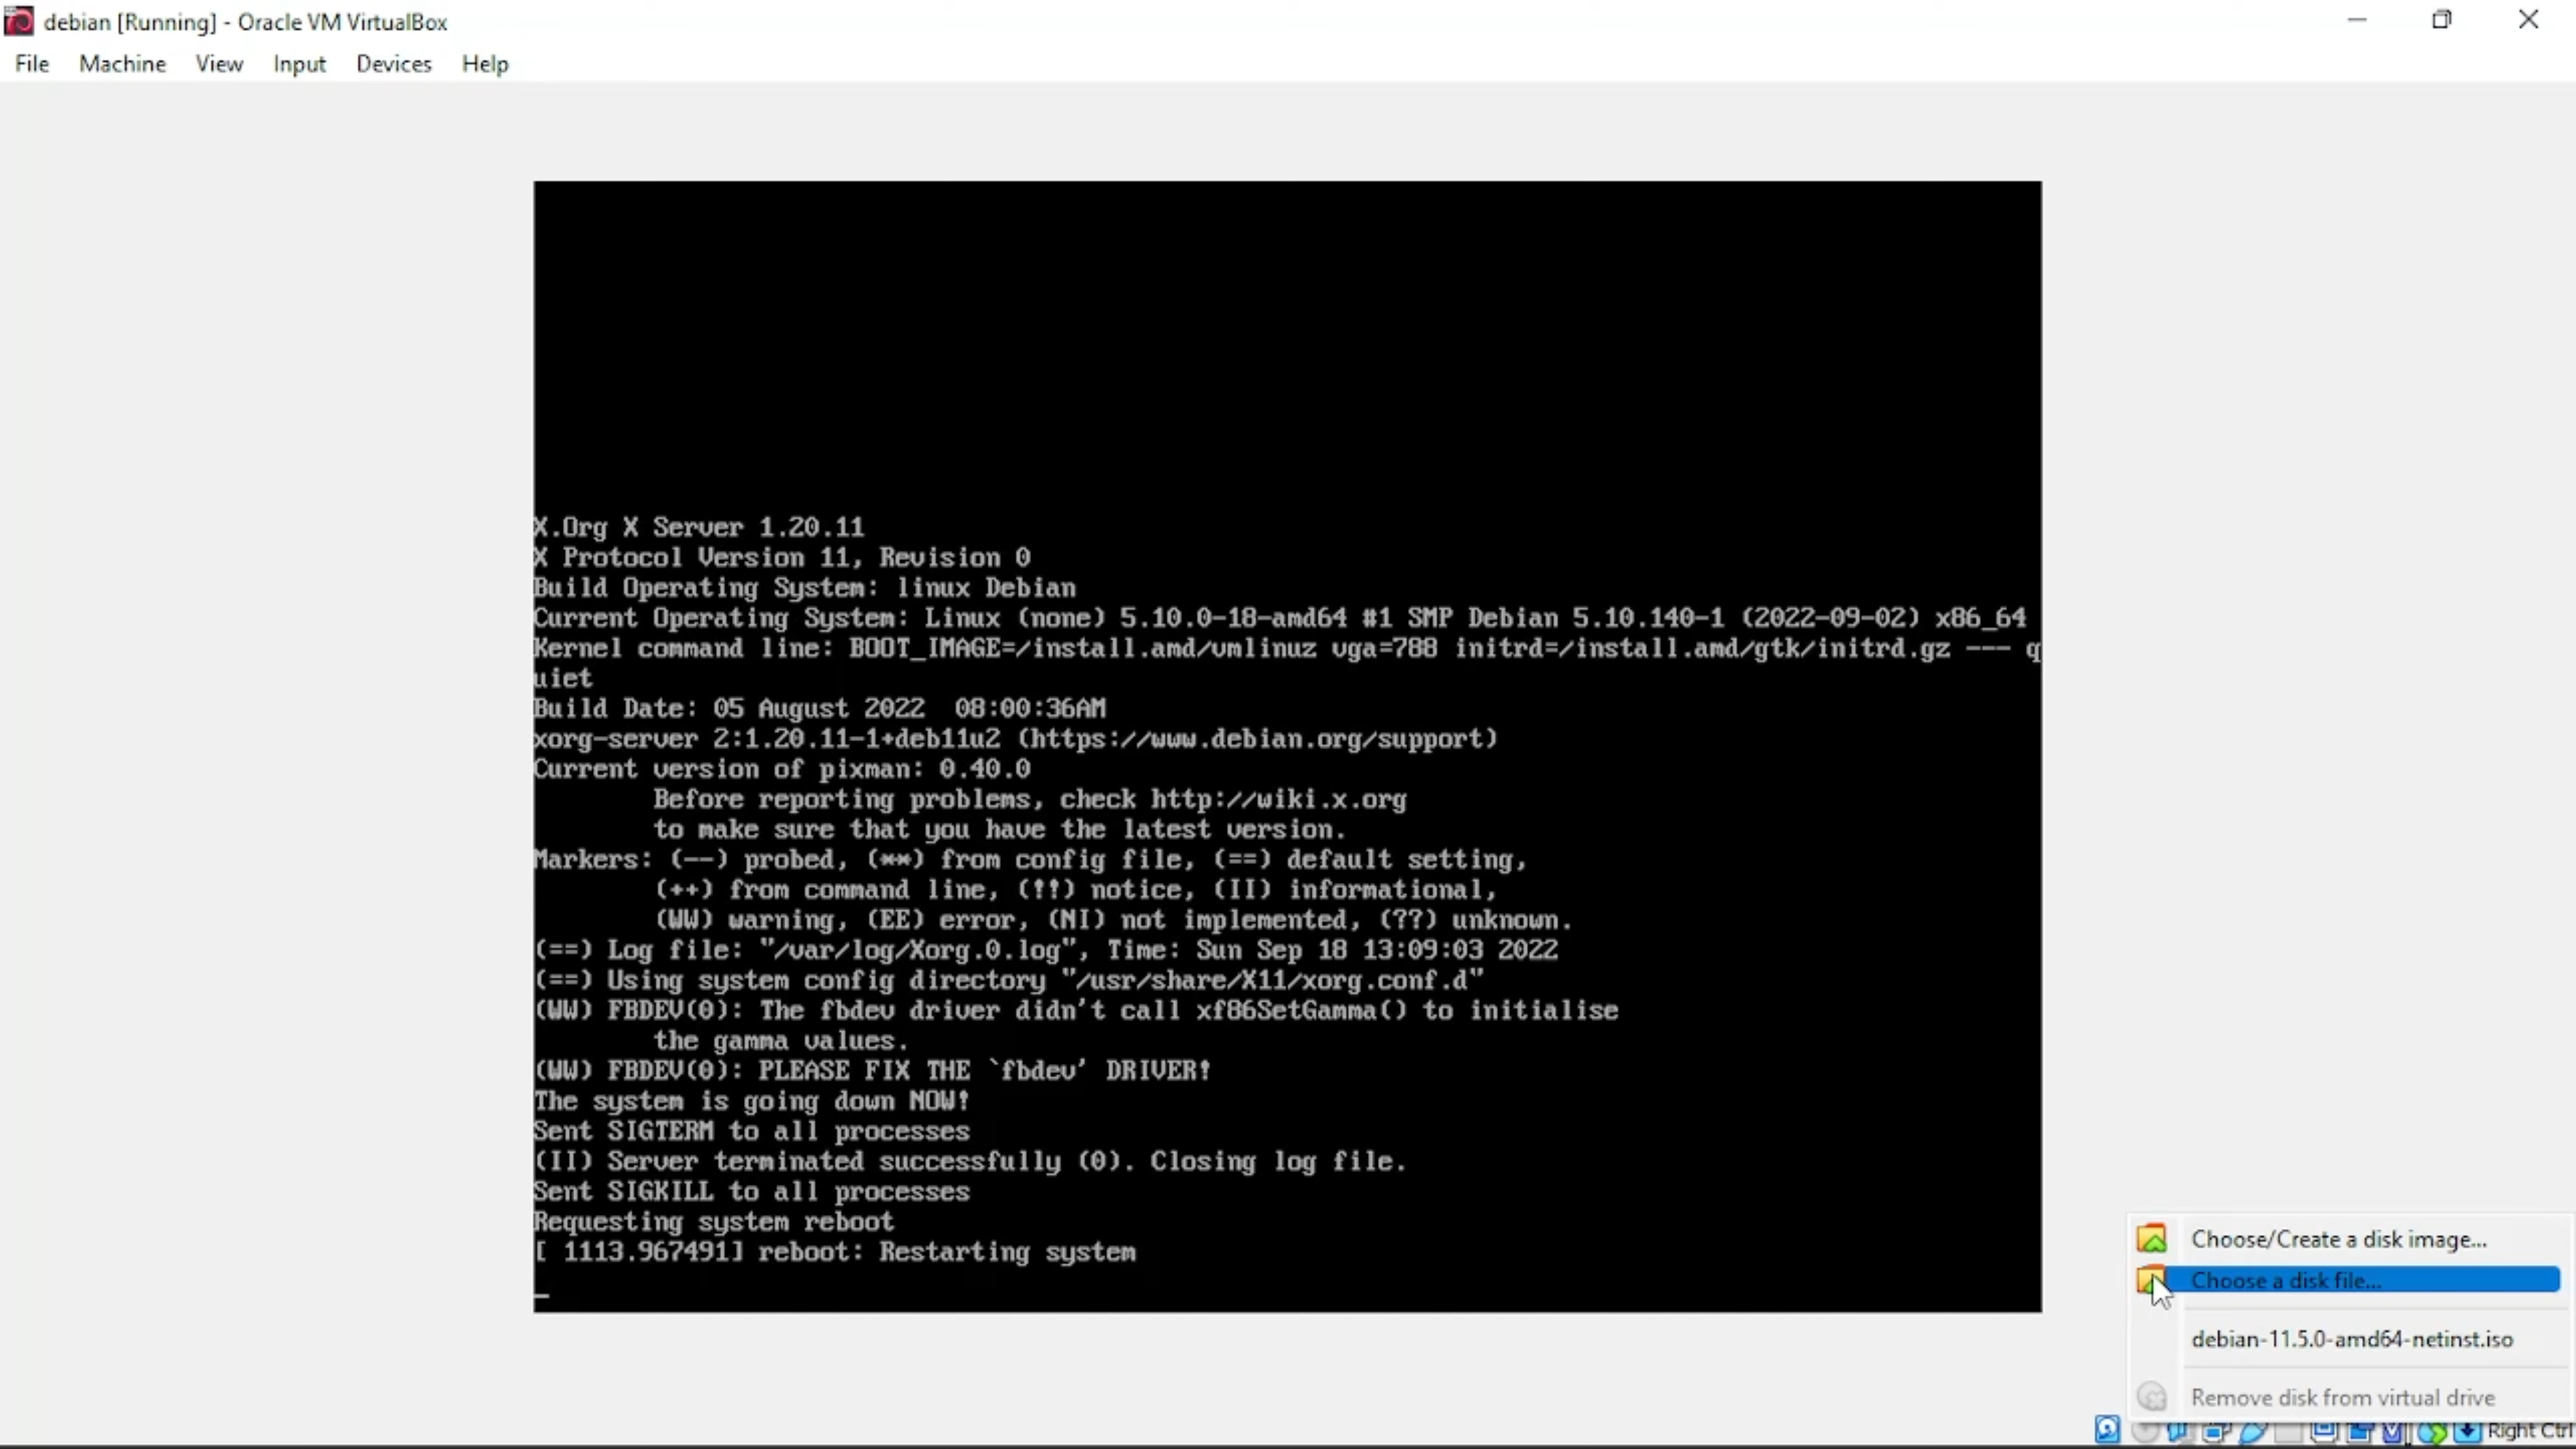 debian [Running] - Oracle VM VirtualBox
File Machine View Input Devices Help
X.Org X Server 1.20.11
X Protocol Version 11, Revision 0
Build Operating System: linux Debian
Current Operating System: Linux (none) 5.10.0-18-amd64 #1 SMP Debian 5.10.140-1 (2022-09-02) x86_64
Kernel command line: BOOT_IMAGE=/install.amd/vmlinuz vga=788 initrd=/install.amd/gtk/initrd.gz --- q
uiet
Build Date: 05 August 2022  08:00:36AM
xorg-server 2:1.20.11-1+deb11u2 (https://www.debian.org/support)
Current version of pixman: 0.40.0
Before reporting problems, check http://wiki.x.org
to make sure that you have the latest version.
Markers: (--) probed, (**) from config file, (==) default setting,
(++) from command line, (!!) notice, (II) informational,
(WW) warning, (EE) error, (NI) not implemented, (??) unknown.
(==) Log file: "/var/log/Xorg.0.log", Time: Sun Sep 18 13:09:03 2022
(==) Using system config directory "/usr/share/X11/xorg.conf.d"
(WW) FBDEV(0): The fbdev driver didn't call xf86SetGamma() to initialise
the gamma values.
(WW) FBDEV(0): PLEASE FIX THE `fbdev' DRIVER!
The system is going down NOW!
Sent SIGTERM to all processes
(II) Server terminated successfully (0). Closing log file.
Sent SIGKILL to all processes
Requesting system reboot
[ 1113.967491] reboot: Restarting system
_
Choose/Create a disk image...
Choose a disk file...
debian-11.5.0-amd64-netinst.iso
Remove disk from virtual drive
Right Ctrl